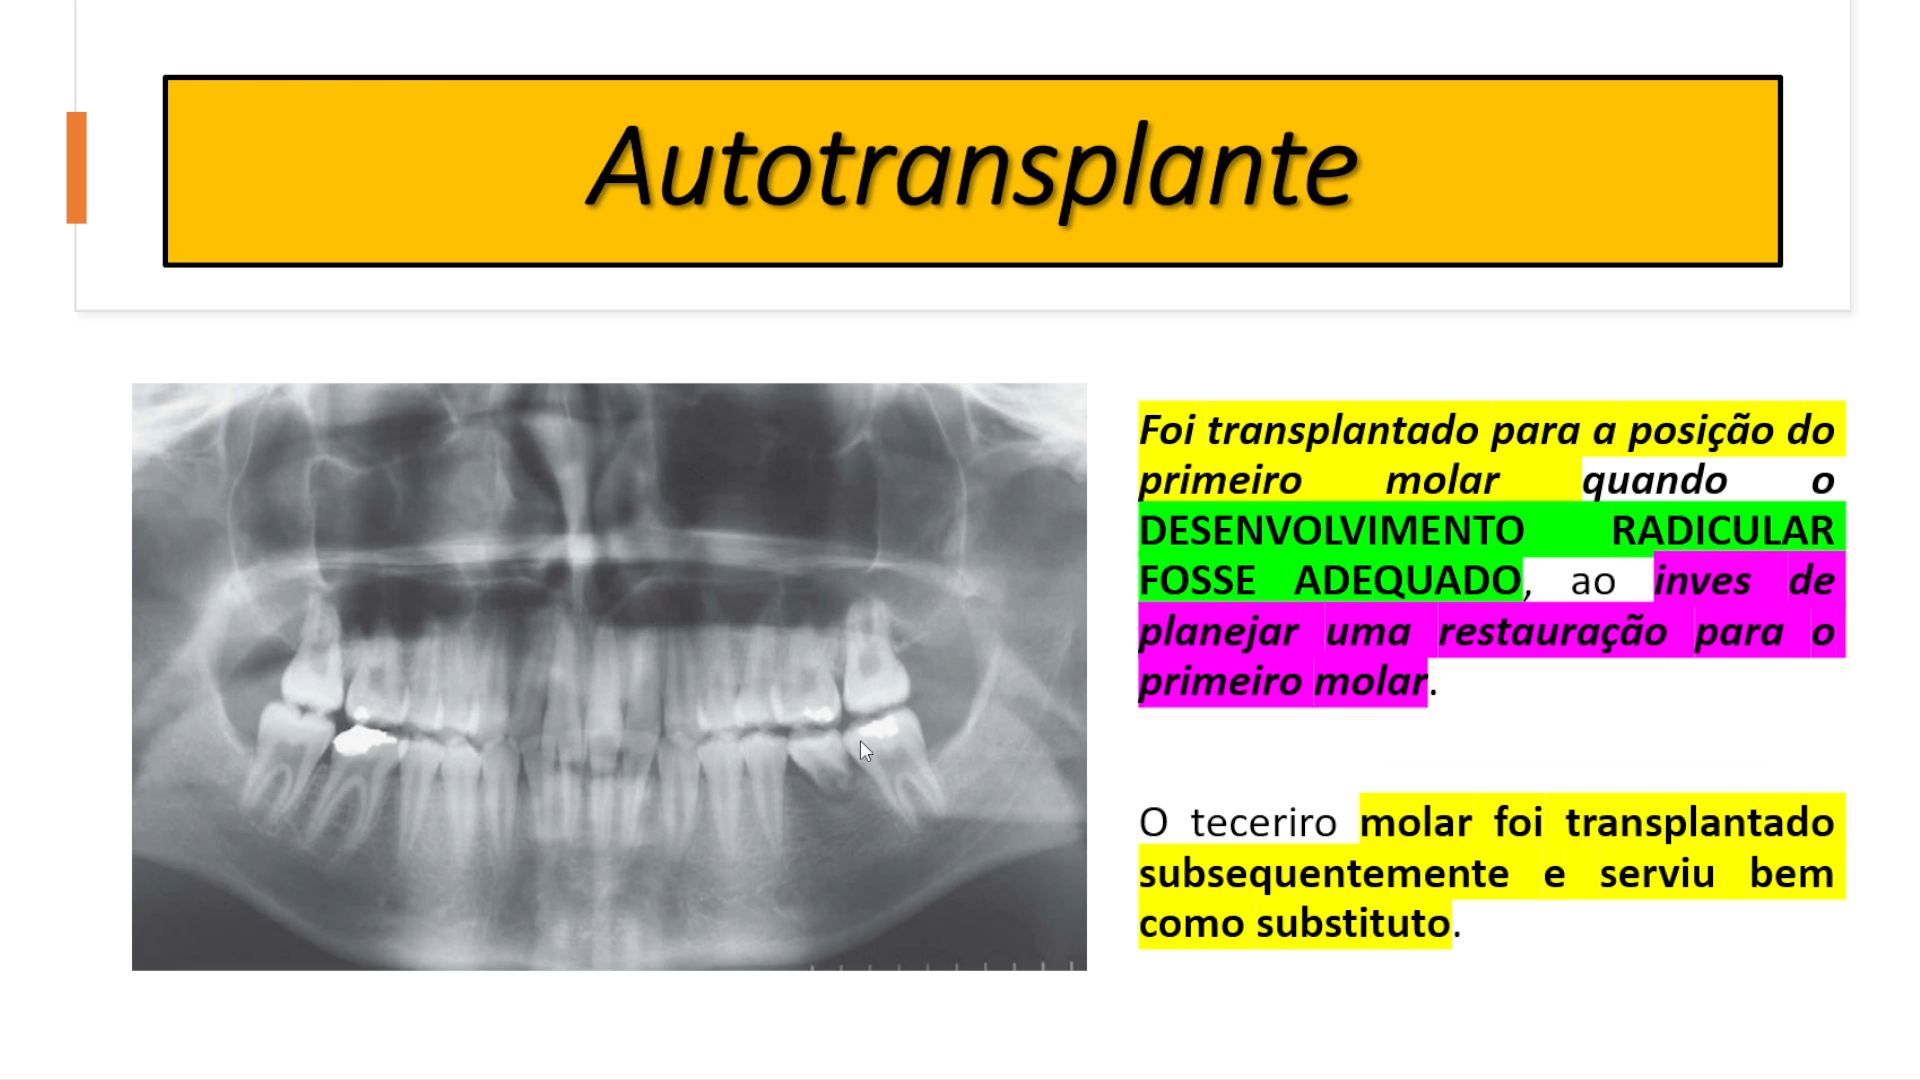 Autotransplante
Foi transplantado para a posição do
primeiro molar quando o
DESENVOLVIMENTO RADICULAR
FOSSE ADEQUADO, ao inves de
planejar uma restauração para o
primeiro molar.
O teceriro molar foi transplantado
subsequentemente e serviu bem
como substituto.